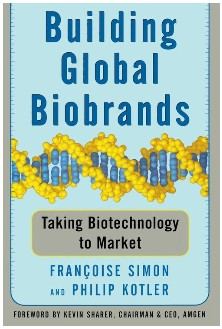 Building
Global
Biobrands
Taking Biotechnology
to Market
FRANÇOISE SIMON
AND PHILIP KOTLER
FOREWORD BY KEVIN SHARER, CHAIRMAN & CEO, AMGEN